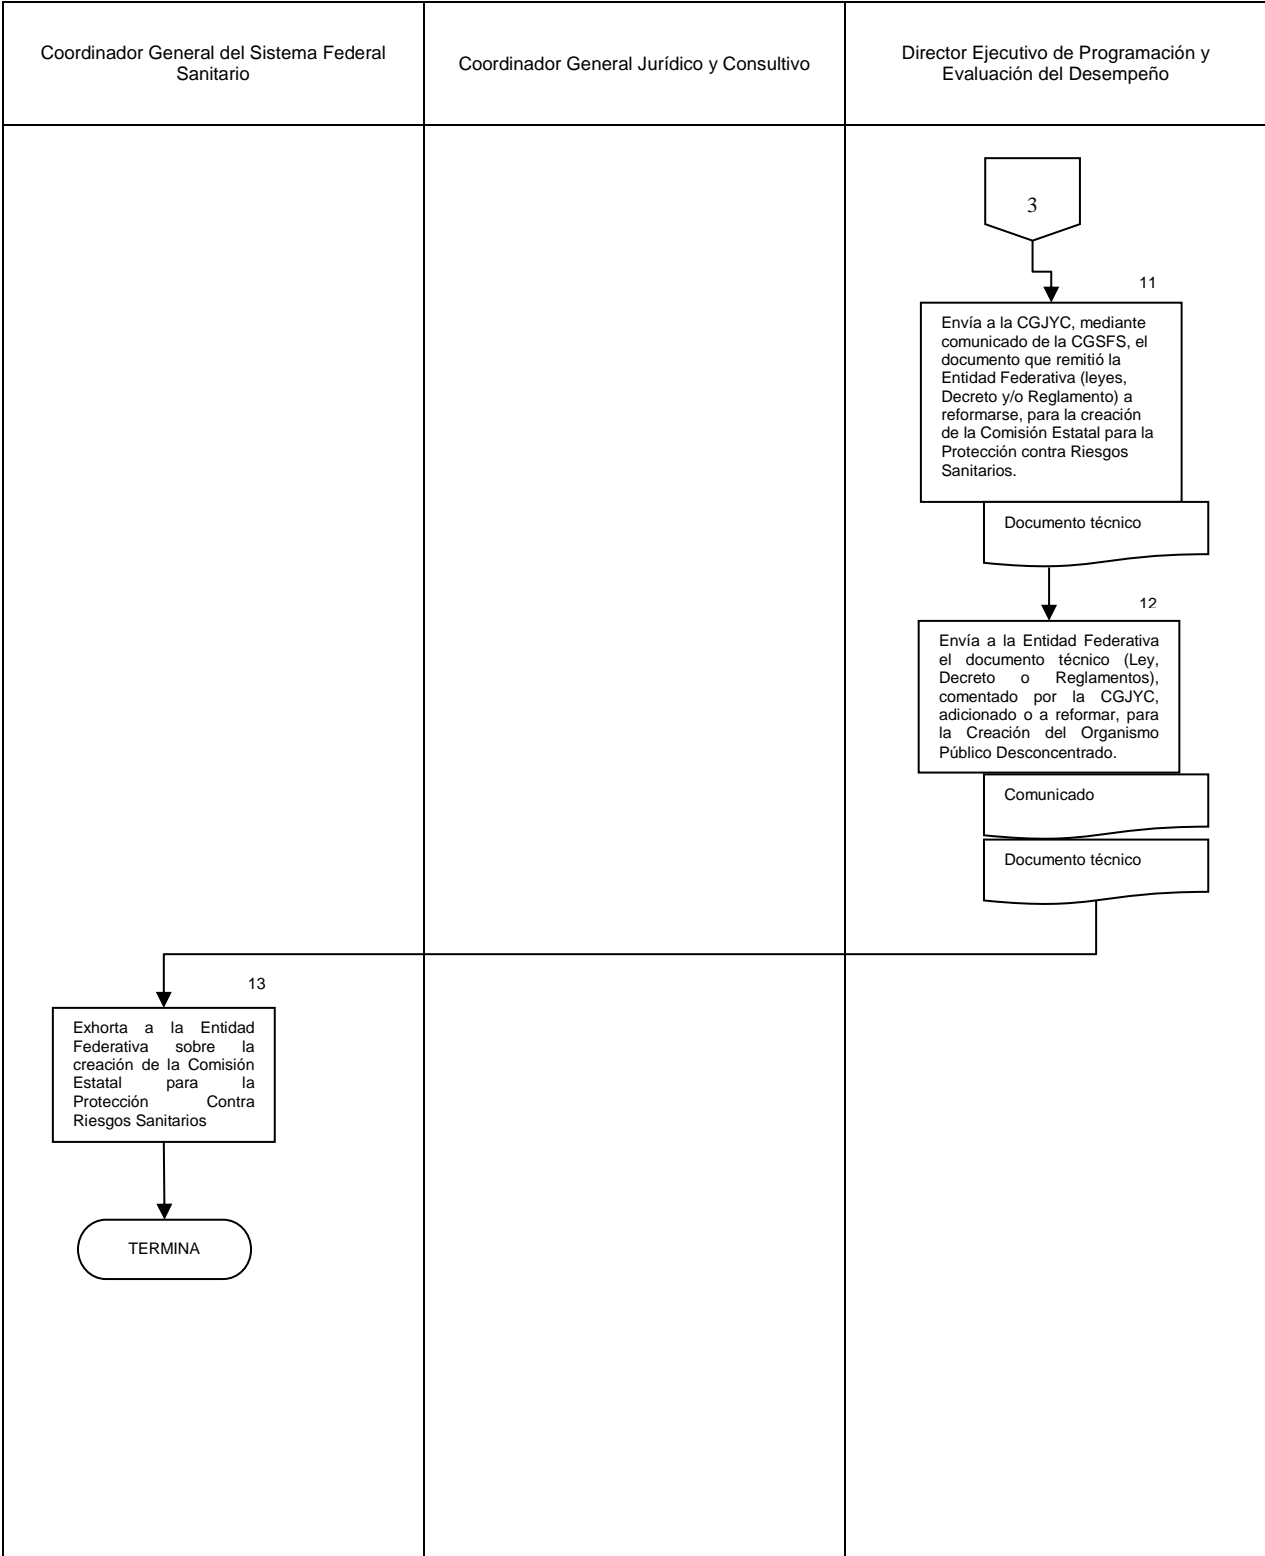 Coordinador General del Sistema Federal
Sanitario
Coordinador General Jurídico y Consultivo
Director Ejecutivo de Programación y
Evaluación del Desempeño
3
11
Envía a la CGJYC, mediante
comunicado de la CGSFS, el
documento que remitió la
Entidad Federativa (leyes,
Decreto y/o Reglamento) a
reformarse, para la creación
de la Comisión Estatal para la
Protección contra Riesgos
Sanitarios.
Documento técnico
12
Envía a la Entidad Federativa
el documento técnico (Ley,
Decreto o Reglamentos),
comentado por la CGJYC,
adicionado o a reformar, para
la Creación del Organismo
Público Desconcentrado.
Comunicado
Documento técnico
13
Exhorta a la Entidad
Federativa sobre la
creación de la Comisión
Estatal para la
Protección Contra
Riesgos Sanitarios
TERMINA